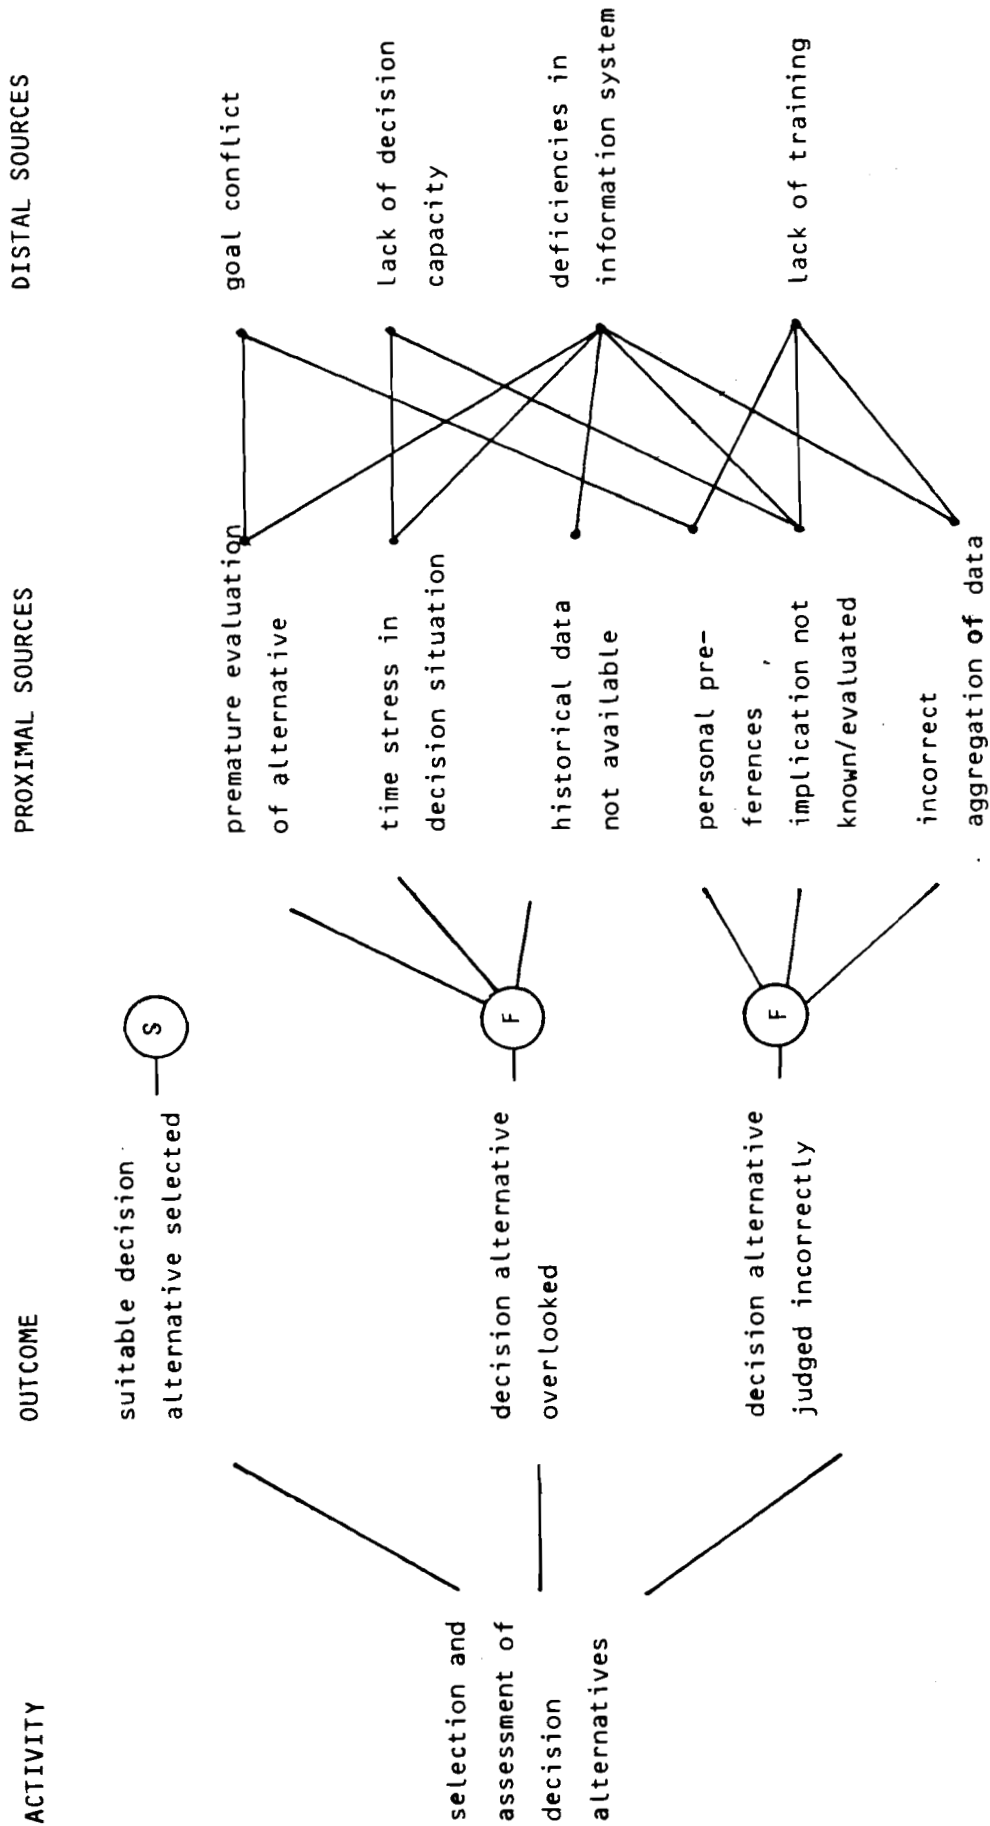 ACTIVITY
OUTCOME
PROXIMAL SOURCES
DISTAL SOURCES
selection and
assessment of
decision
alternatives
suitable decision
alternative selected
S
decision alternative
overlooked
F
decision alternative
judged incorrectly
F
premature evaluation
of alternative
time stress in
decision situation
historical data
not available
personal pre-
ferences
implication not
known/evaluated
incorrect
aggregation of data
goal conflict
lack of decision
capacity
deficiencies in
information system
lack of training